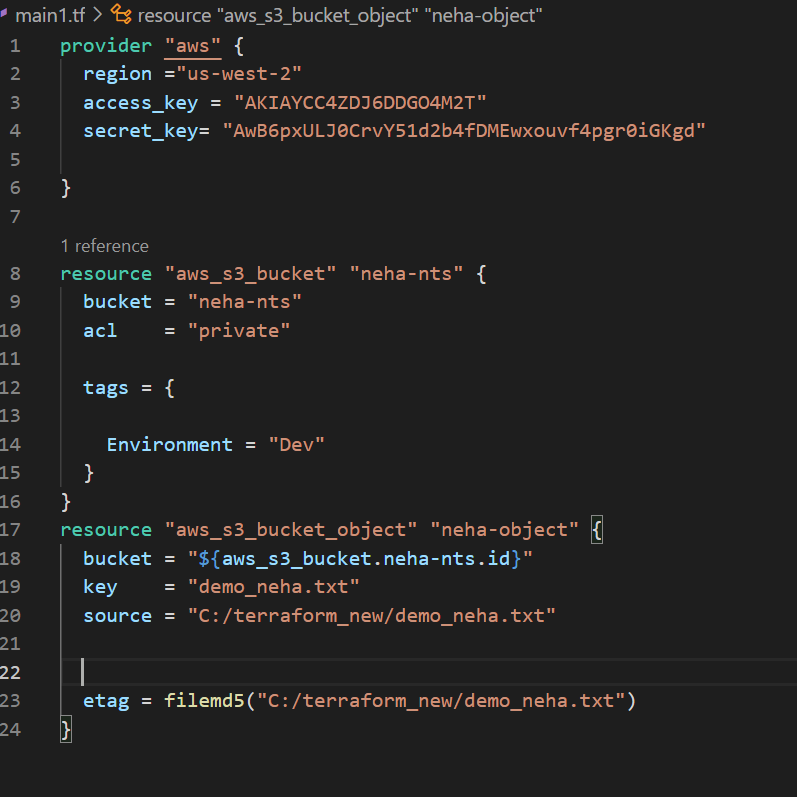 main1.tf > resource "aws_s3_bucket_object" "neha-object"
1 provider "aws" {
2 region ="us-west-2"
3 access_key = "[redacted]"
4 secret_key= "[redacted]"
5
6 }
7
1 reference
8 resource "aws_s3_bucket" "neha-nts" {
9 bucket = "neha-nts"
10 acl    = "private"
11
12 tags = {
13
14 Environment = "Dev"
15 }
16 }
17 resource "aws_s3_bucket_object" "neha-object" {
18 bucket = "${aws_s3_bucket.neha-nts.id}"
19 key    = "demo_neha.txt"
20 source = "C:/terraform_new/demo_neha.txt"
21
22
23 etag = filemd5("C:/terraform_new/demo_neha.txt")
24 }